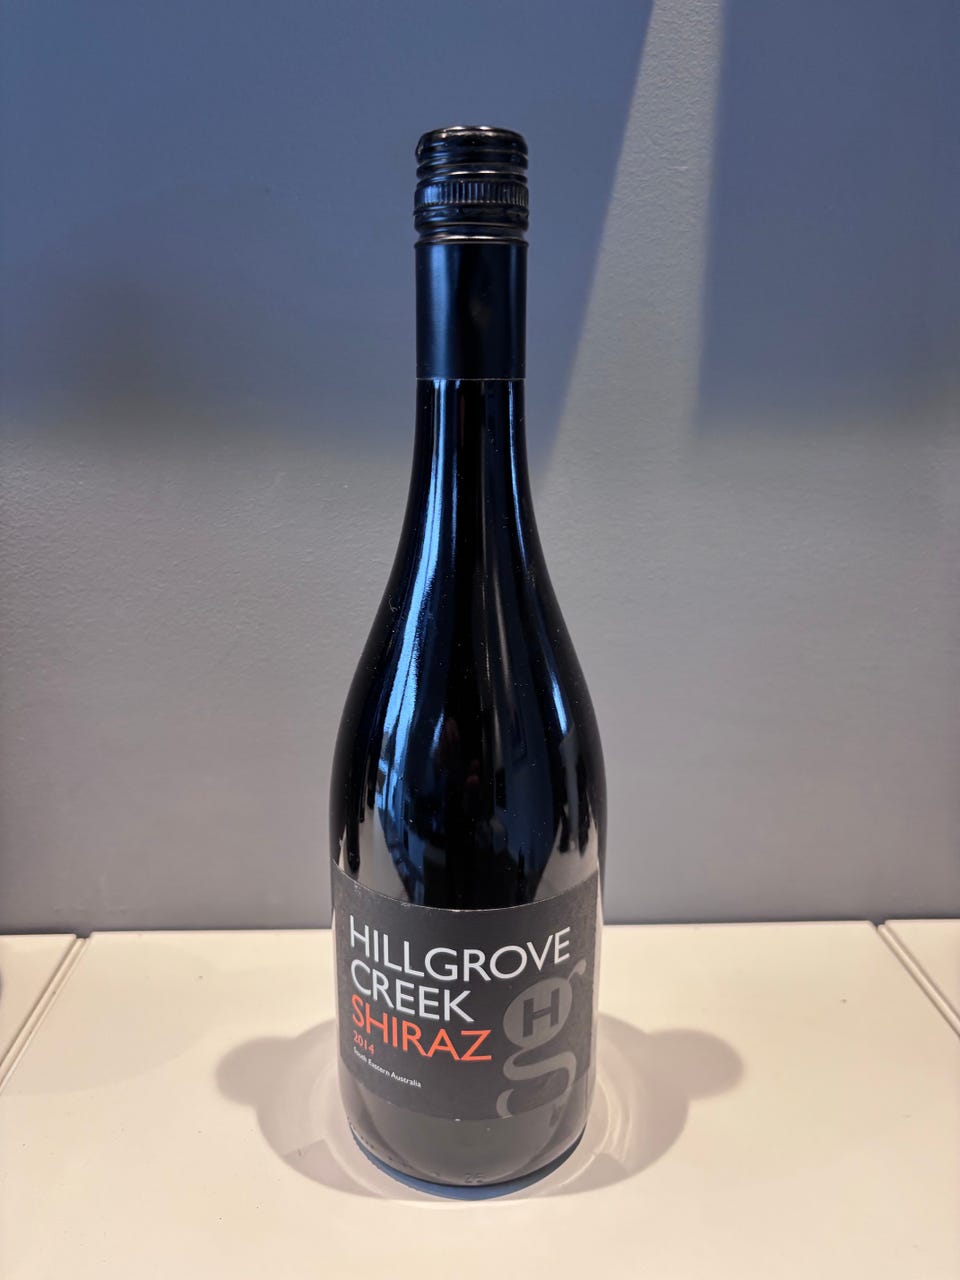 HILLGROVE
CREEK
SHIRAZ
2014
South Eastern Australia
H
g